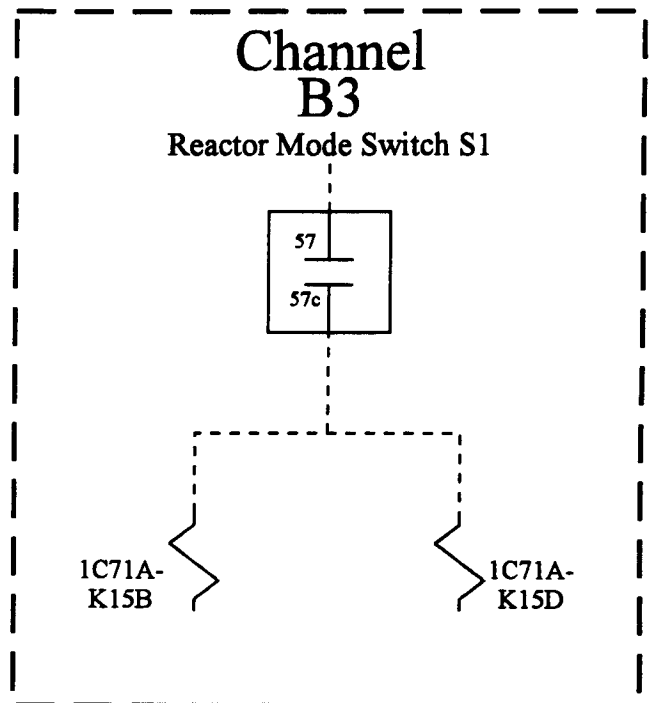 Channel
B3
Reactor Mode Switch S1
57
57c
1C71A-
K15B
1C71A-
K15D